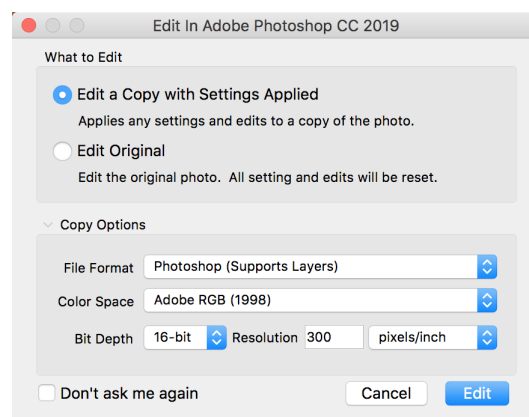 Edit In Adobe Photoshop CC 2019
What to Edit
Edit a Copy with Settings Applied
Applies any settings and edits to a copy of the photo.
Edit Original
Edit the original photo.  All setting and edits will be reset.
Copy Options
File Format Photoshop (Supports Layers)
Color Space Adobe RGB (1998)
Bit Depth 16-bit Resolution 300 pixels/inch
Don't ask me again Cancel Edit